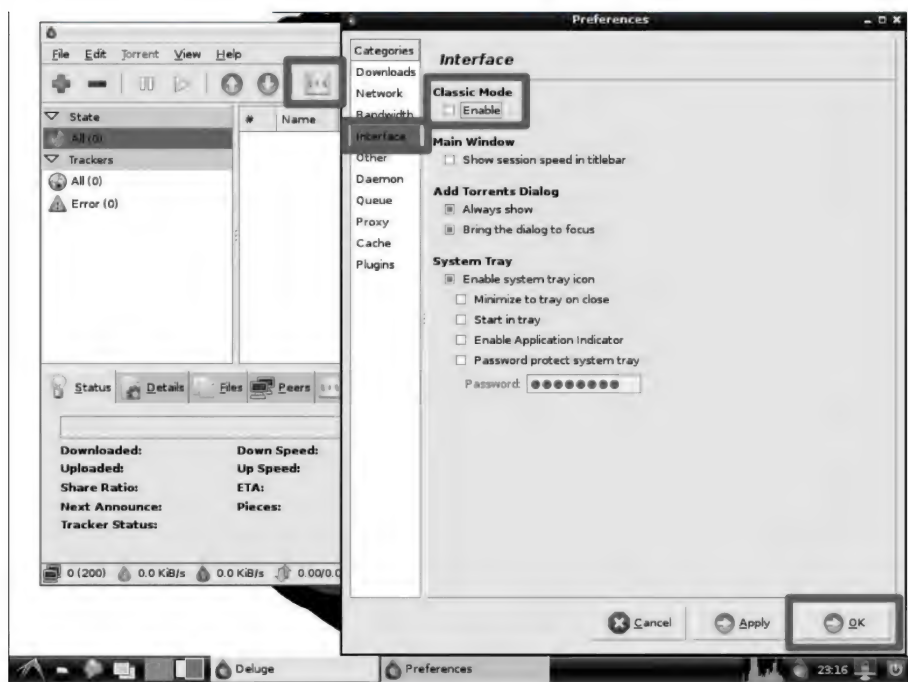 File Edit Torrent View Help
State
All (0)
Trackers
All (0)
Error (0)
# Name
Status Details Files Peers
Downloaded: Down Speed:
Uploaded: Up Speed:
Share Ratio: ETA:
Next Announce: Pieces:
Tracker Status:
0 (200) 0.0 KiB/s 0.0 KiB/s 0.00/0.0
Preferences
Categories
Downloads
Network
Bandwidth
Interface
Other
Daemon
Queue
Proxy
Cache
Plugins
Interface
Classic Mode
Enable
Main Window
Show session speed in titlebar
Add Torrents Dialog
Always show
Bring the dialog to focus
System Tray
Enable system tray icon
Minimize to tray on close
Start in tray
Enable Application Indicator
Password protect system tray
Password:
Cancel Apply OK
Deluge Preferences 23:16